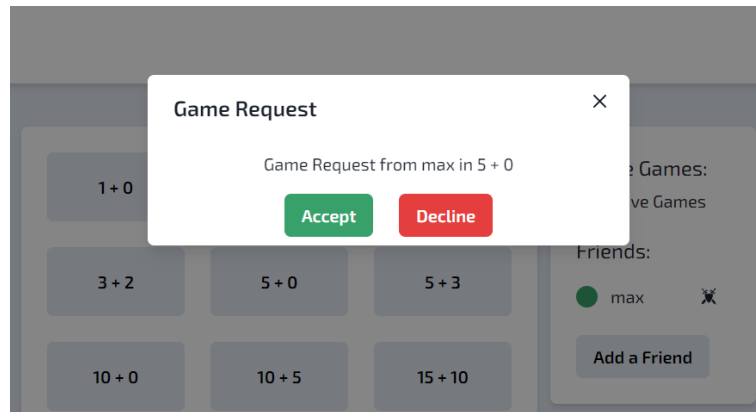 Game Request
Game Request from max in 5 + 0
Accept
Decline
1 + 0
3 + 2
5 + 0
5 + 3
10 + 0
10 + 5
15 + 10
Games:
Games
Friends:
max
Add a Friend